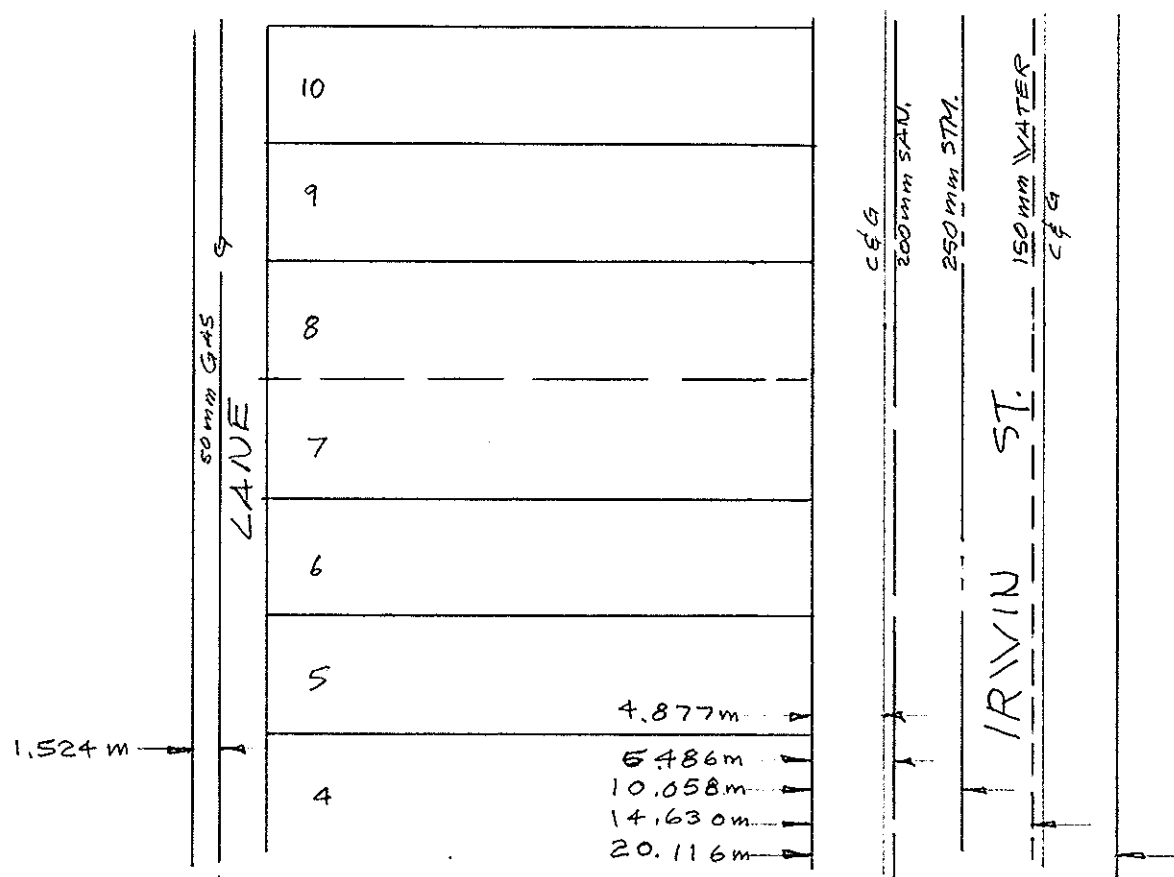 10
9
8
7
6
5
4
50mm GAS
G
LANE
C & G
200mm SAN.
250mm STM.
150mm WATER
C & G
IRWIN ST.
1.524 m
4.877m
5.486m
10.058m
14.630m
20.116m